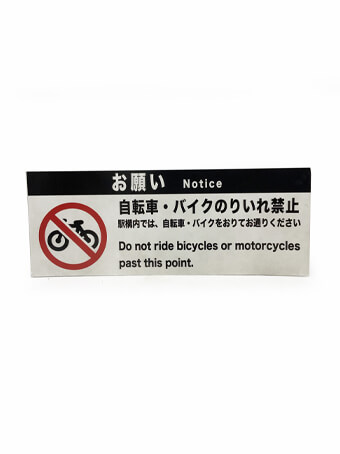 お願い Notice
自転車・バイクのりいれ禁止
駅構内では、自転車・バイクをおりてお通りください
Do not ride bicycles or motorcycles
past this point.